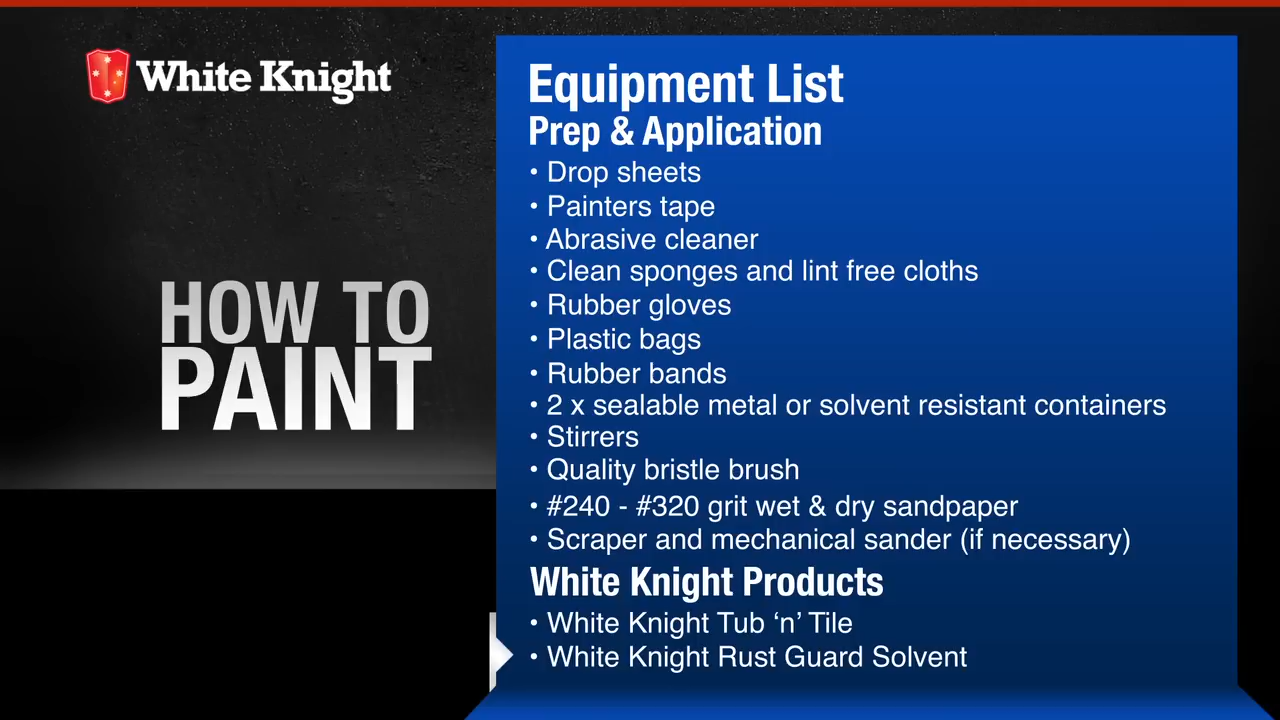 White Knight
HOW TO
PAINT
Equipment List
Prep & Application
• Drop sheets
• Painters tape
• Abrasive cleaner
• Clean sponges and lint free cloths
• Rubber gloves
• Plastic bags
• Rubber bands
• 2 x sealable metal or solvent resistant containers
• Stirrers
• Quality bristle brush
• #240 - #320 grit wet & dry sandpaper
• Scraper and mechanical sander (if necessary)
White Knight Products
• White Knight Tub ‘n’ Tile
• White Knight Rust Guard Solvent